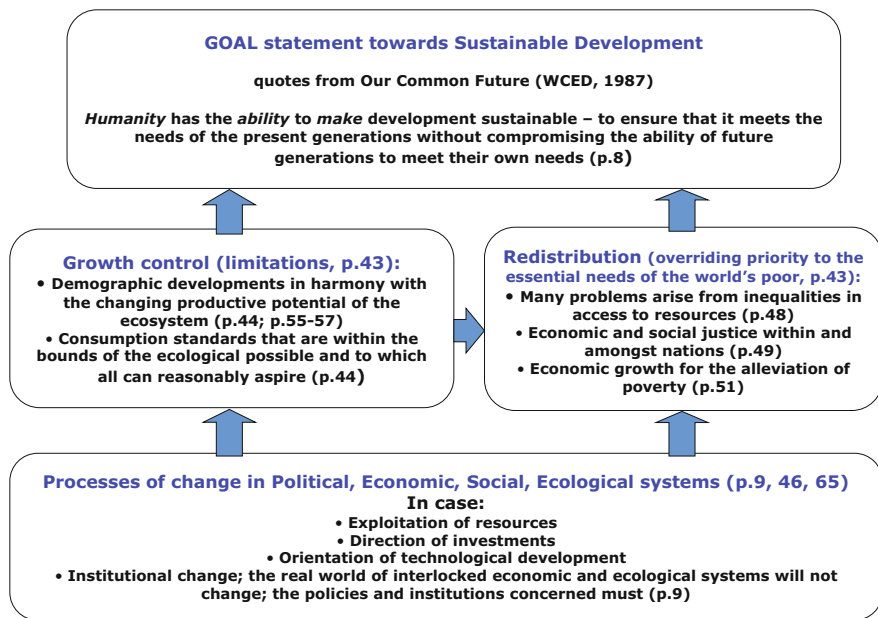 GOAL statement towards Sustainable Development
quotes from Our Common Future (WCED, 1987)
Humanity has the ability to make development sustainable – to ensure that it meets the
needs of the present generations without compromising the ability of future
generations to meet their own needs (p.8)
Growth control (limitations, p.43):
• Demographic developments in harmony with
the changing productive potential of the
ecosystem (p.44; p.55-57)
• Consumption standards that are within the
bounds of the ecological possible and to which
all can reasonably aspire (p.44)
Redistribution (overriding priority to the
essential needs of the world's poor, p.43):
• Many problems arise from inequalities in
access to resources (p.48)
• Economic and social justice within and
amongst nations (p.49)
• Economic growth for the alleviation of
poverty (p.51)
Processes of change in Political, Economic, Social, Ecological systems (p.9, 46, 65)
In case:
• Exploitation of resources
• Direction of investments
• Orientation of technological development
• Institutional change; the real world of interlocked economic and ecological systems will not
change; the policies and institutions concerned must (p.9)